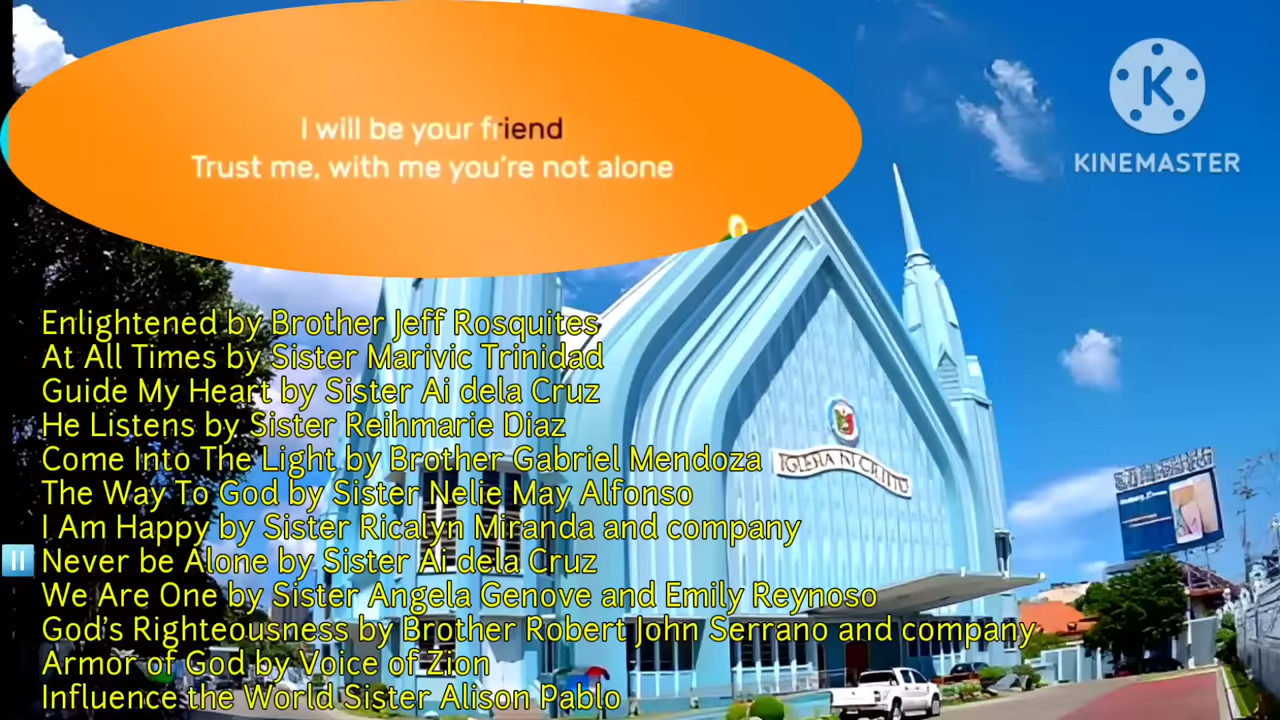 I will be your friend
Trust me, with me you're not alone
KINEMASTER
Enlightened by Brother Jeff Rosquites
At All Times by Sister Marivic Trinidad
Guide My Heart by Sister Ai dela Cruz
He Listens by Sister Reihmarie Diaz
Come Into The Light by Brother Gabriel Mendoza
IGLESIA NI CRISTO
The Way To God by Sister Nelie May Alfonso
I Am Happy by Sister Ricalyn Miranda and company
Never be Alone by Sister Ai dela Cruz
We Are One by Sister Angela Genove and Emily Reynoso
God's Righteousness by Brother Robert John Serrano and company
Armor of God by Voice of Zion
Influence the World Sister Alison Pablo